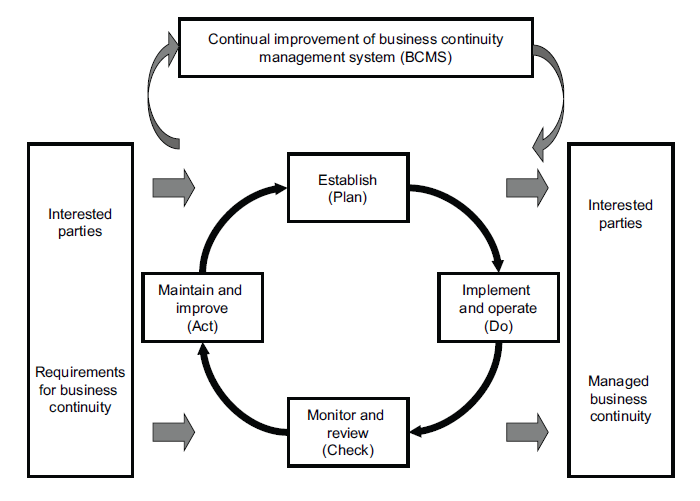 Continual improvement of business continuity
management system (BCMS)
Establish
(Plan)
Interested
parties
Interested
parties
Maintain and
improve
(Act)
Implement
and operate
(Do)
Requirements
for business
continuity
Managed
business
continuity
Monitor and
review
(Check)